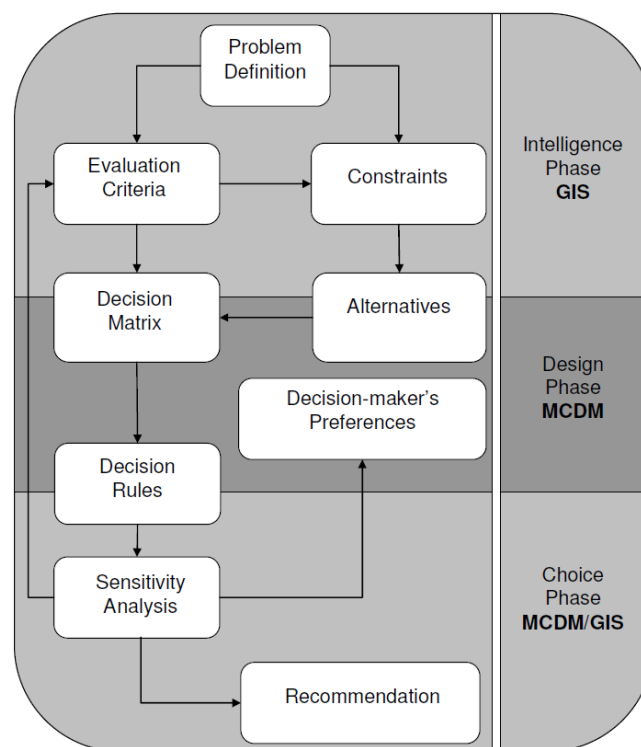 Problem
Definition
Evaluation
Criteria
Constraints
Intelligence
Phase
GIS
Decision
Matrix
Alternatives
Decision-maker's
Preferences
Design
Phase
MCDM
Decision
Rules
Sensitivity
Analysis
Choice
Phase
MCDM/GIS
Recommendation